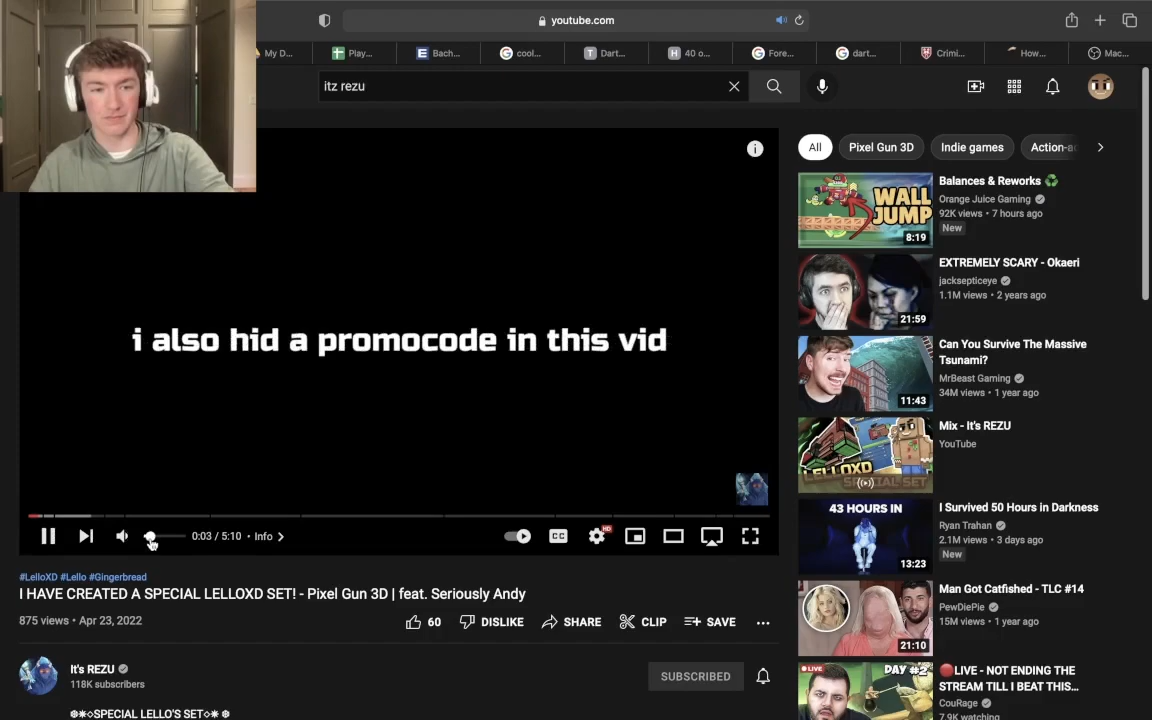 youtube.com
My D...
Play...
Bach...
cool...
Dart...
40 o...
Fore...
dart...
Crimi...
How...
Mac...
itz rezu
i also hid a promocode in this vid
0:03 / 5:10 • Info
CC
HD
#LelloXD #Lello #Gingerbread
I HAVE CREATED A SPECIAL LELLOXD SET! - Pixel Gun 3D | feat. Seriously Andy
875 views • Apr 23, 2022
60
DISLIKE
SHARE
CLIP
SAVE
It's REZU
118K subscribers
SUBSCRIBED
❆✷⋄SPECIAL LELLO'S SET⋄✷ ❆
All
Pixel Gun 3D
Indie games
Action-a
WALL
JUMP
8:19
Balances & Reworks ♻
Orange Juice Gaming
92K views • 7 hours ago
New
21:59
EXTREMELY SCARY - Okaeri
jacksepticeye
1.1M views • 2 years ago
11:43
Can You Survive The Massive
Tsunami?
MrBeast Gaming
34M views • 1 year ago
LELLOXD
SPECIAL SET
Mix - It's REZU
YouTube
43 HOURS IN
13:23
I Survived 50 Hours in Darkness
Ryan Trahan
2.1M views • 3 days ago
New
21:10
Man Got Catfished - TLC #14
PewDiePie
15M views • 1 year ago
LIVE
DAY #2
🔴LIVE - NOT ENDING THE
STREAM TILL I BEAT THIS...
CouRage
7.9K watching